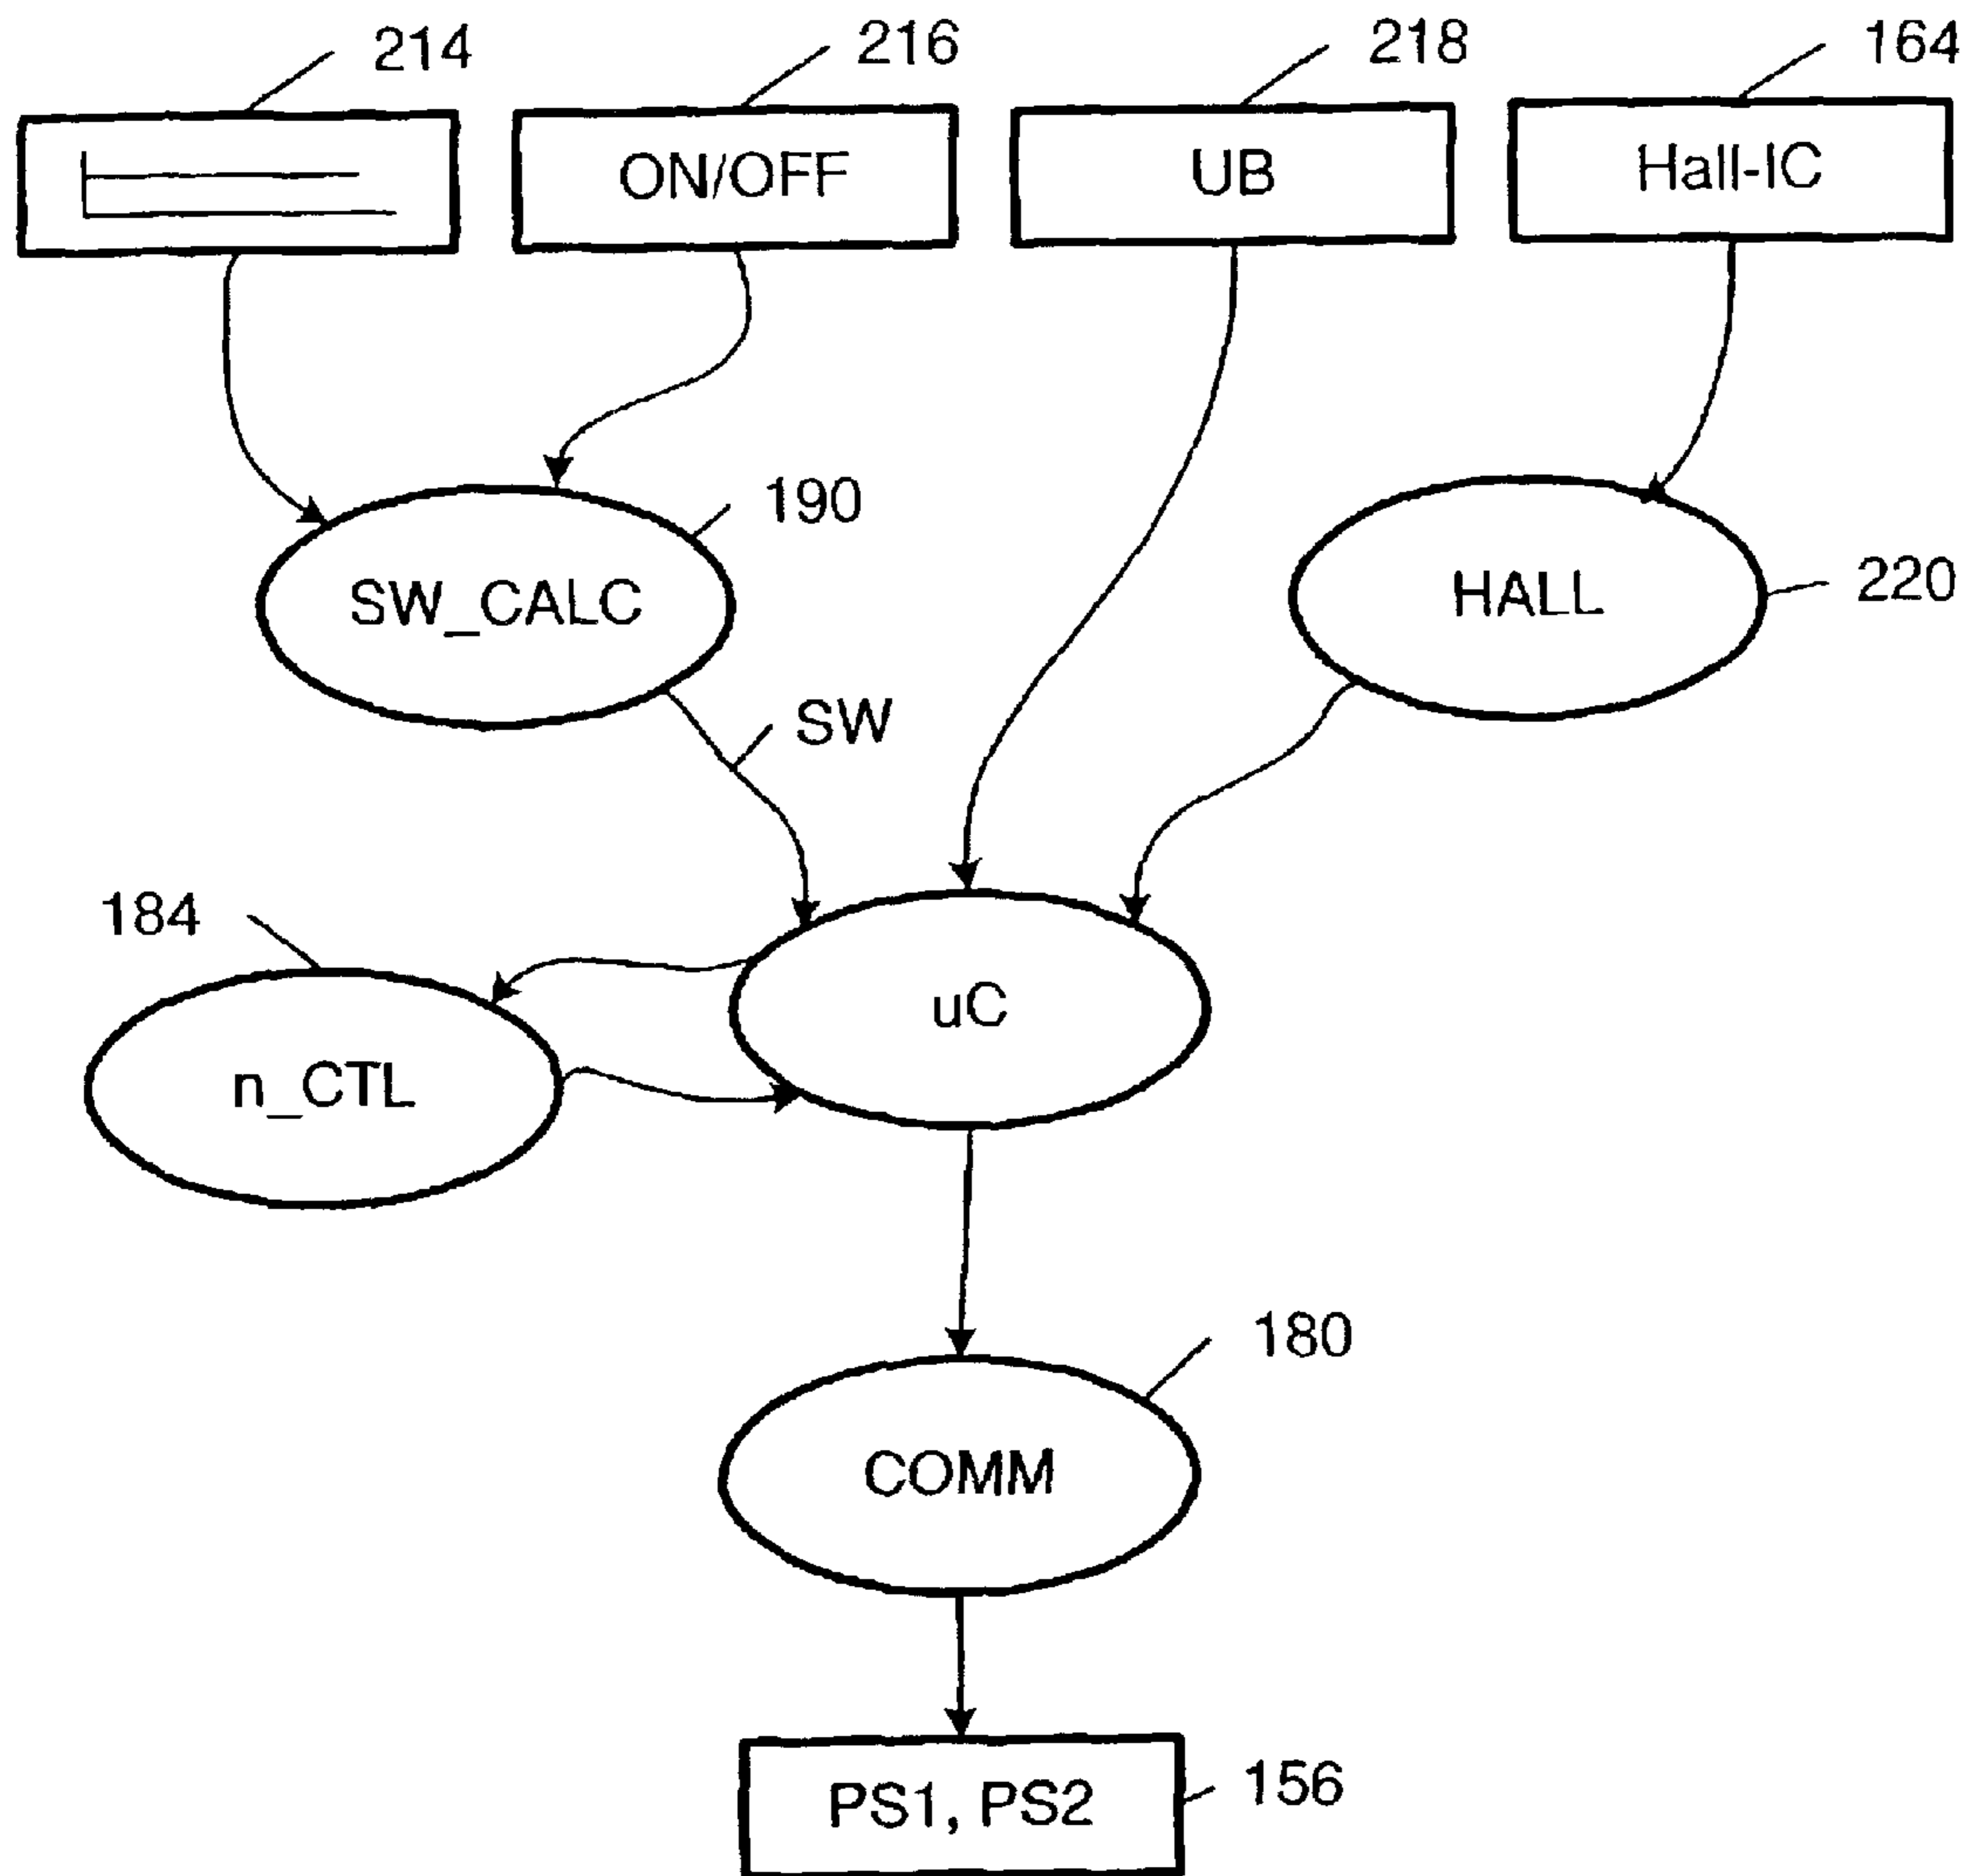 214
216
218
164
ON/OFF
UB
Hall-IC
190
SW_CALC
HALL
220
SW
184
uC
n_CTL
180
COMM
156
PS1, PS2